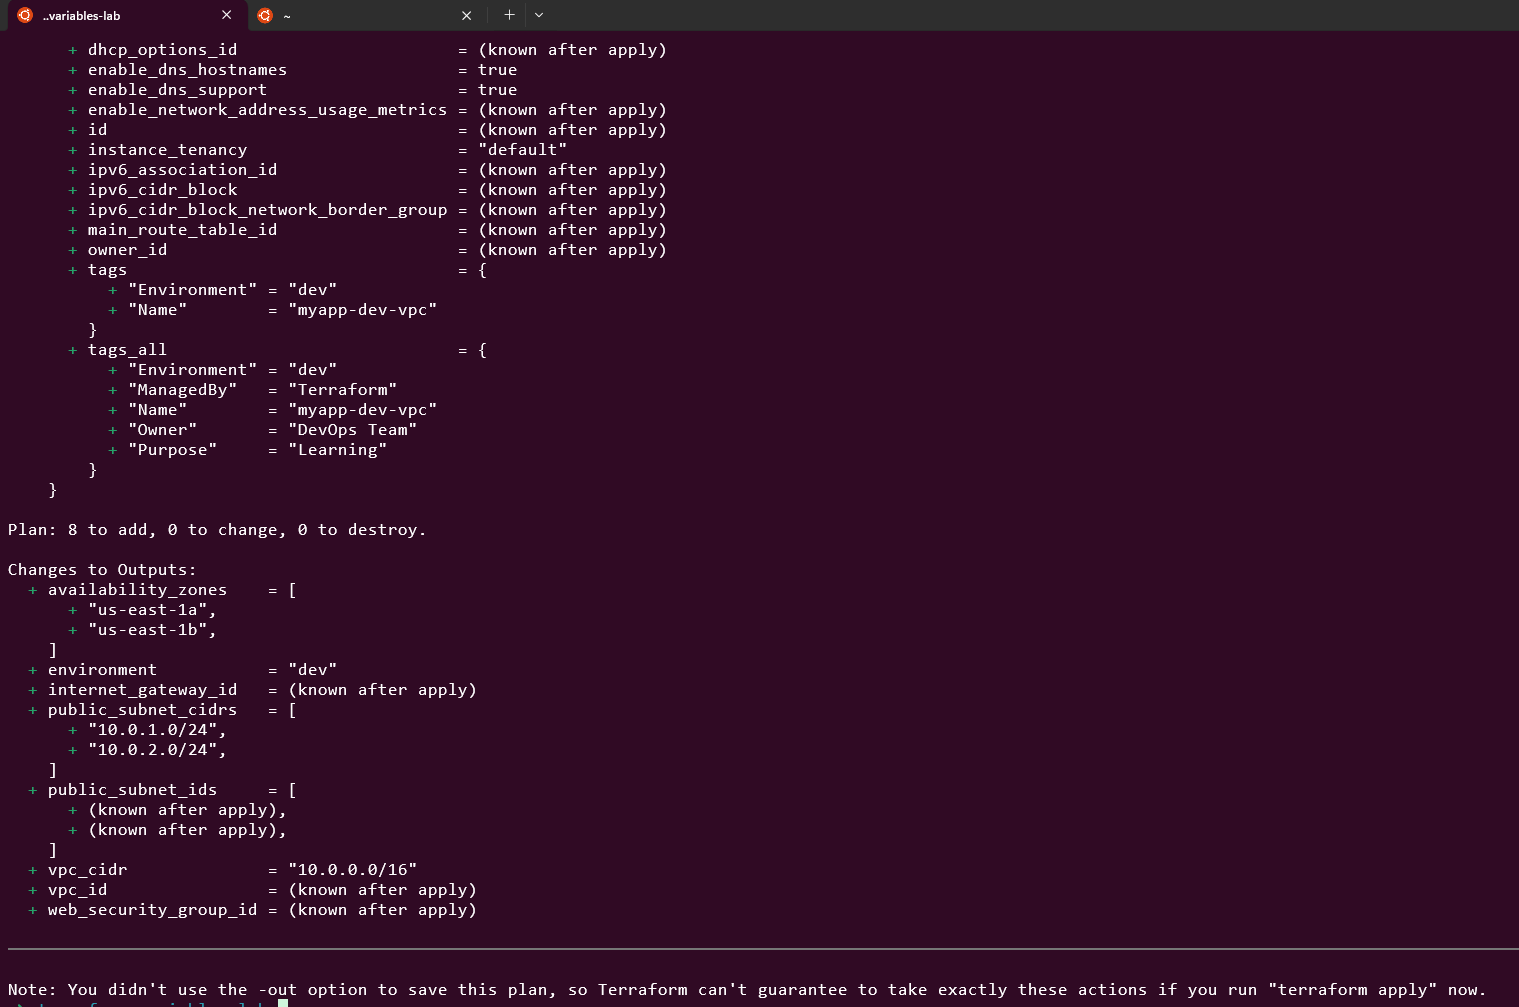 ..variables-lab
~
+ dhcp_options_id = (known after apply)
+ enable_dns_hostnames = true
+ enable_dns_support = true
+ enable_network_address_usage_metrics = (known after apply)
+ id = (known after apply)
+ instance_tenancy = "default"
+ ipv6_association_id = (known after apply)
+ ipv6_cidr_block = (known after apply)
+ ipv6_cidr_block_network_border_group = (known after apply)
+ main_route_table_id = (known after apply)
+ owner_id = (known after apply)
+ tags = {
+ "Environment" = "dev"
+ "Name" = "myapp-dev-vpc"
}
+ tags_all = {
+ "Environment" = "dev"
+ "ManagedBy" = "Terraform"
+ "Name" = "myapp-dev-vpc"
+ "Owner" = "DevOps Team"
+ "Purpose" = "Learning"
}
}
Plan: 8 to add, 0 to change, 0 to destroy.
Changes to Outputs:
+ availability_zones = [
+ "us-east-1a",
+ "us-east-1b",
]
+ environment = "dev"
+ internet_gateway_id = (known after apply)
+ public_subnet_cidrs = [
+ "10.0.1.0/24",
+ "10.0.2.0/24",
]
+ public_subnet_ids = [
+ (known after apply),
+ (known after apply),
]
+ vpc_cidr = "10.0.0.0/16"
+ vpc_id = (known after apply)
+ web_security_group_id = (known after apply)
Note: You didn't use the -out option to save this plan, so Terraform can't guarantee to take exactly these actions if you run "terraform apply" now.